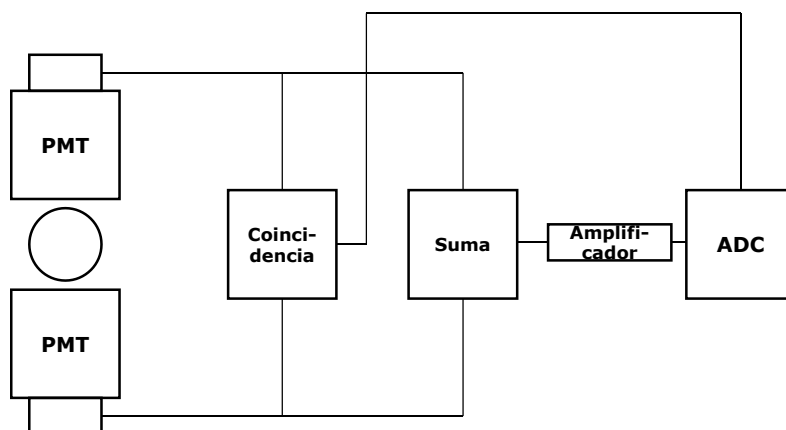 PMT
Coinci-
dencia
Suma
Amplifi-
cador
ADC
PMT